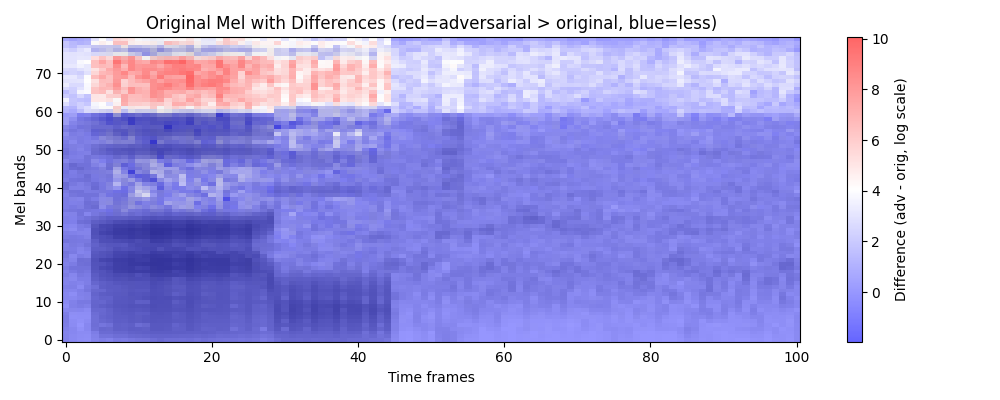 Original Mel with Differences (red=adversarial > original, blue=less)
70
60
50
40
30
20
10
0
Mel bands
0 20 40 60 80 100
Time frames
10
8
6
4
2
0
Difference (adv - orig, log scale)